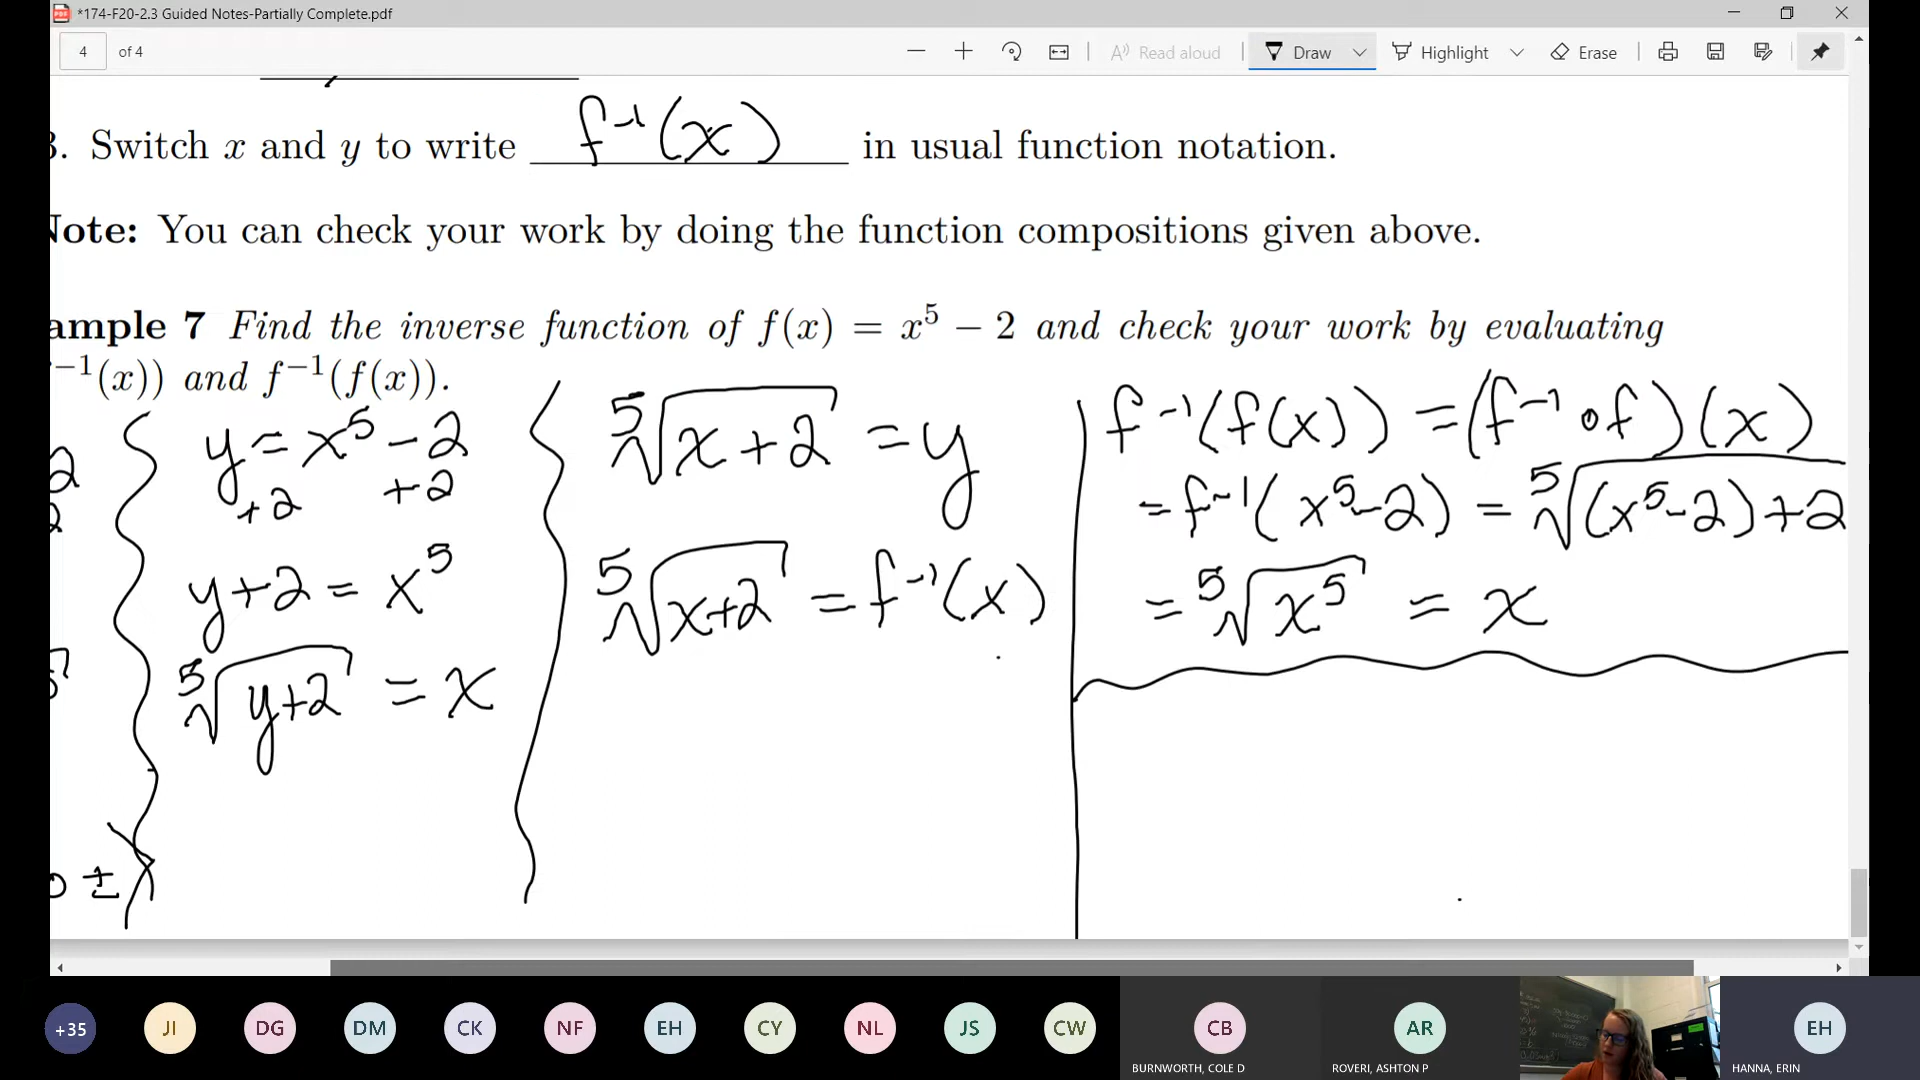 *174-F20-2.3 Guided Notes-Partially Complete.pdf
4 of 4 Read aloud Draw Highlight Erase
3. Switch x and y to write f⁻¹(x) in usual function notation.
Note: You can check your work by doing the function compositions given above.
ample 7 Find the inverse function of f(x) = x⁵ − 2 and check your work by evaluating
⁻¹(x)) and f⁻¹(f(x)).
y = x⁵ - 2
+2 +2
y+2 = x⁵
⁵√(y+2) = x
⁵√(x+2) = y
⁵√(x+2) = f⁻¹(x)
f⁻¹(f(x)) = (f⁻¹∘f)(x)
= f⁻¹(x⁵-2) = ⁵√((x⁵-2)+2)
= ⁵√(x⁵) = x
2
2
5
o ±
+35 JI DG DM CK NF EH CY NL JS CW CB AR EH
BURNWORTH, COLE D ROVERI, ASHTON P HANNA, ERIN